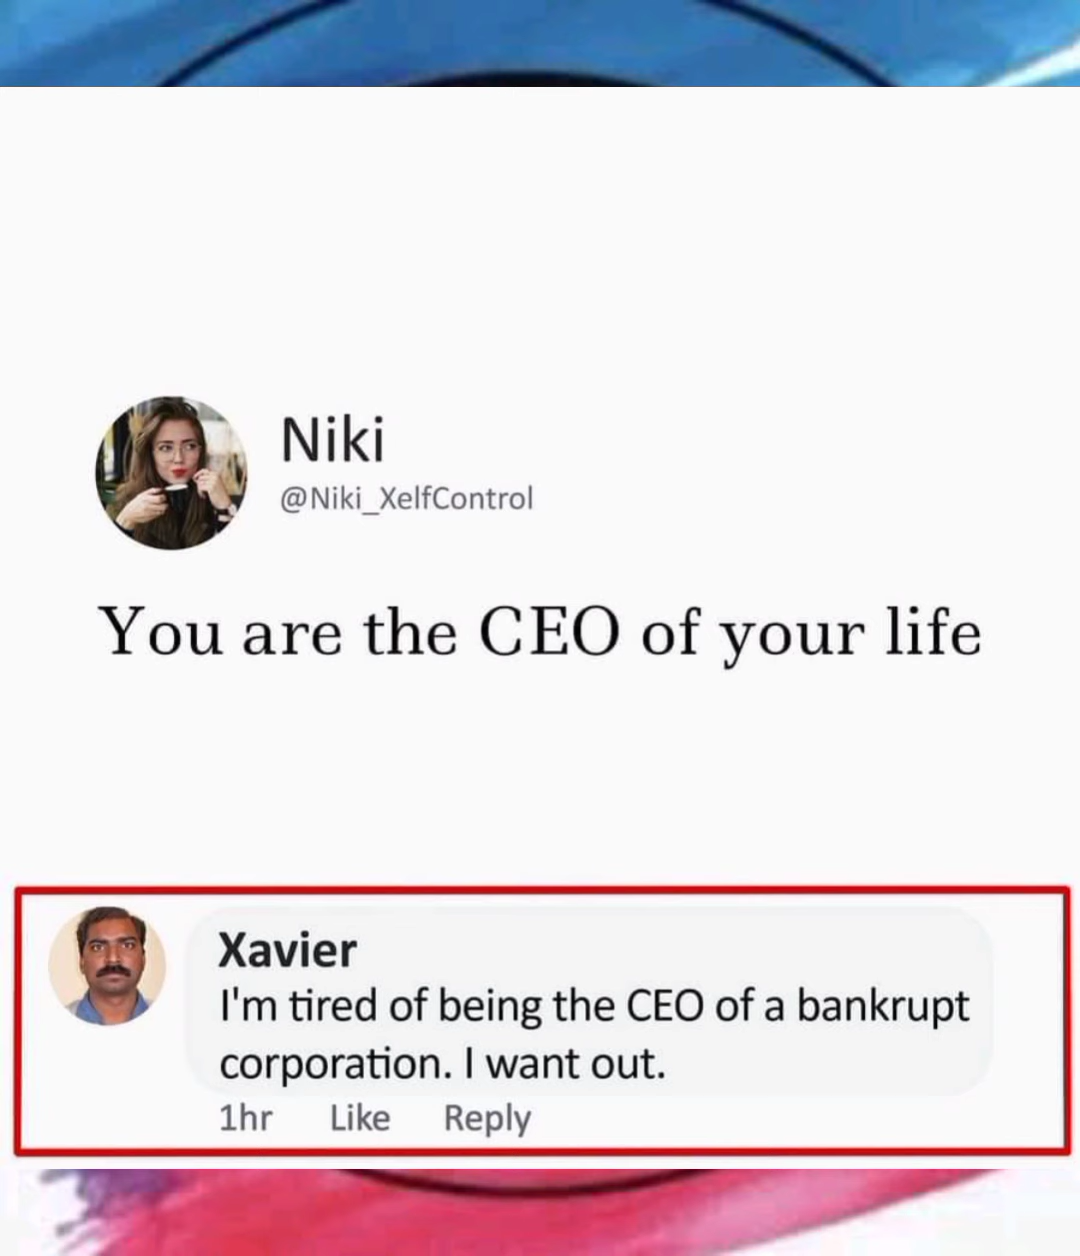 Niki
@Niki_XelfControl
You are the CEO of your life
Xavier
I'm tired of being the CEO of a bankrupt
corporation. I want out.
1hr Like Reply